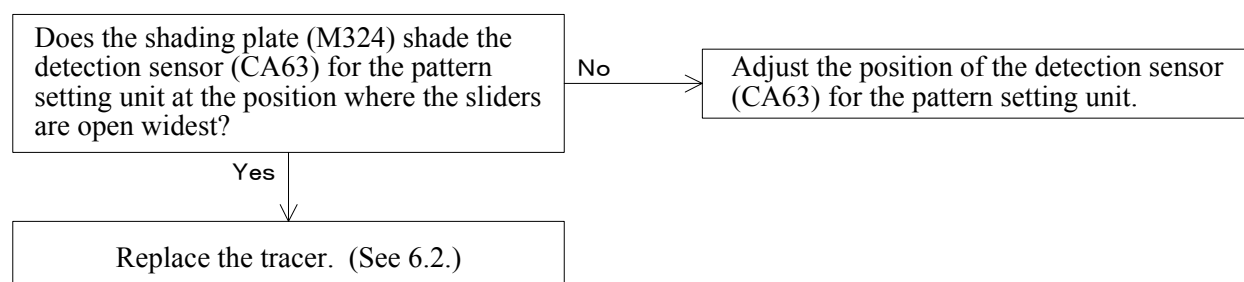 Does the shading plate (M324) shade the
detection sensor (CA63) for the pattern
setting unit at the position where the sliders
are open widest?
No
Adjust the position of the detection sensor
(CA63) for the pattern setting unit.
Yes
Replace the tracer.  (See 6.2.)